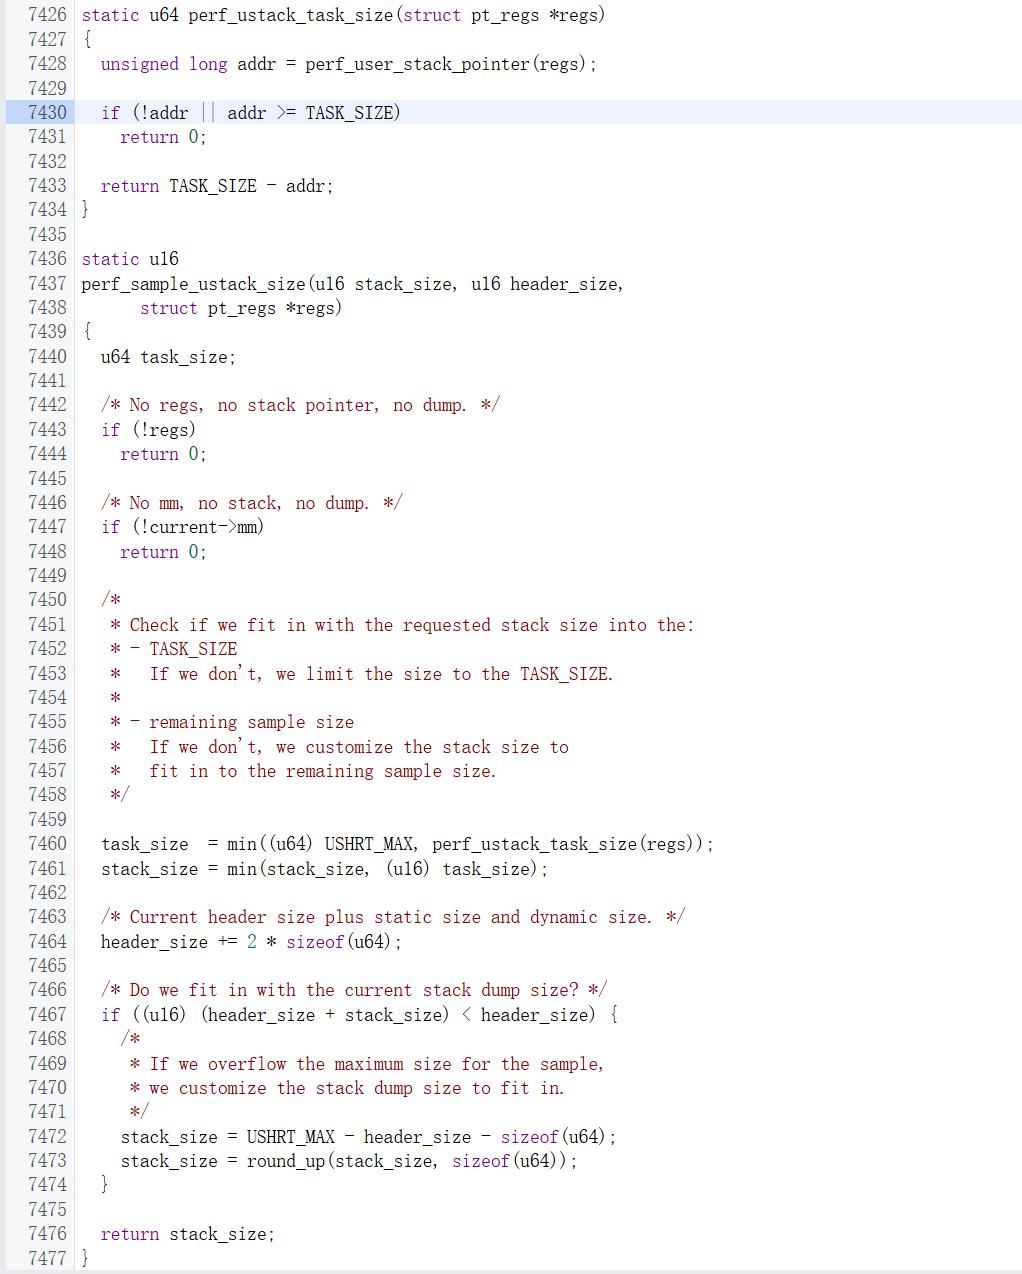 7426 static u64 perf_ustack_task_size(struct pt_regs *regs)
7427 {
7428   unsigned long addr = perf_user_stack_pointer(regs);
7429
7430   if (!addr || addr >= TASK_SIZE)
7431     return 0;
7432
7433   return TASK_SIZE - addr;
7434 }
7435
7436 static u16
7437 perf_sample_ustack_size(u16 stack_size, u16 header_size,
7438       struct pt_regs *regs)
7439 {
7440   u64 task_size;
7441
7442   /* No regs, no stack pointer, no dump. */
7443   if (!regs)
7444     return 0;
7445
7446   /* No mm, no stack, no dump. */
7447   if (!current->mm)
7448     return 0;
7449
7450   /*
7451    * Check if we fit in with the requested stack size into the:
7452    * - TASK_SIZE
7453    *   If we don't, we limit the size to the TASK_SIZE.
7454    *
7455    * - remaining sample size
7456    *   If we don't, we customize the stack size to
7457    *   fit in to the remaining sample size.
7458    */
7459
7460   task_size  = min((u64) USHRT_MAX, perf_ustack_task_size(regs));
7461   stack_size = min(stack_size, (u16) task_size);
7462
7463   /* Current header size plus static size and dynamic size. */
7464   header_size += 2 * sizeof(u64);
7465
7466   /* Do we fit in with the current stack dump size? */
7467   if ((u16) (header_size + stack_size) < header_size) {
7468     /*
7469      * If we overflow the maximum size for the sample,
7470      * we customize the stack dump size to fit in.
7471      */
7472     stack_size = USHRT_MAX - header_size - sizeof(u64);
7473     stack_size = round_up(stack_size, sizeof(u64));
7474   }
7475
7476   return stack_size;
7477 }